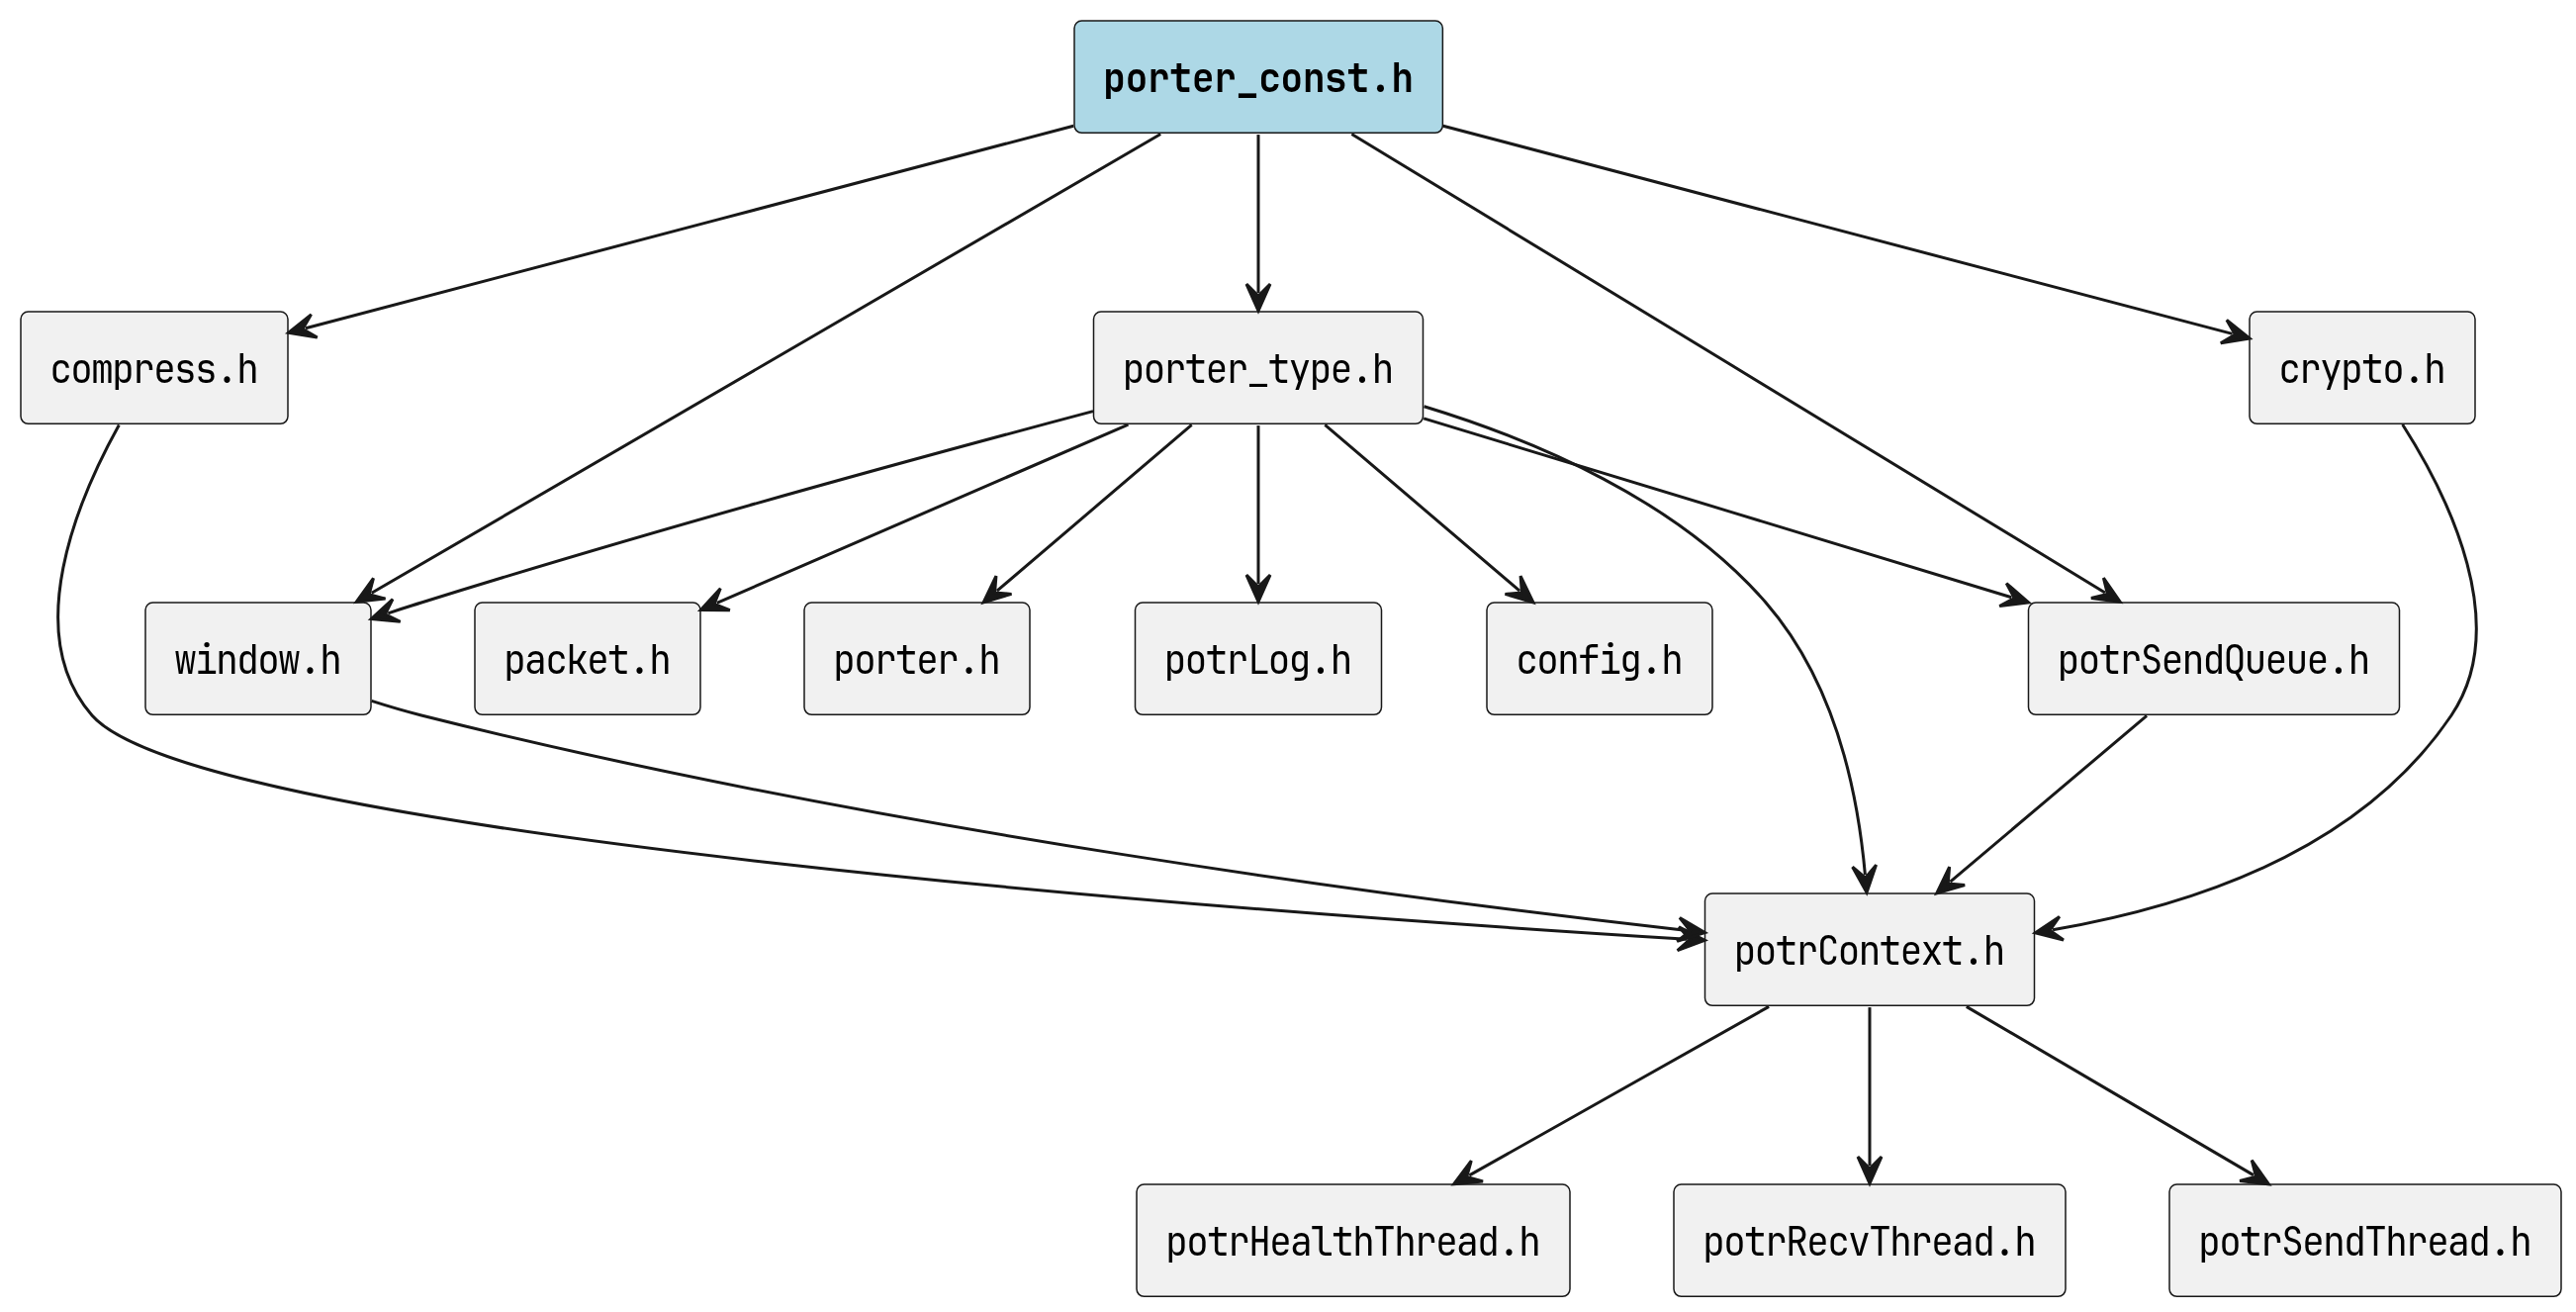 porter_const.h
compress.h
porter_type.h
crypto.h
window.h
packet.h
porter.h
potrLog.h
config.h
potrSendQueue.h
potrContext.h
potrHealthThread.h
potrRecvThread.h
potrSendThread.h